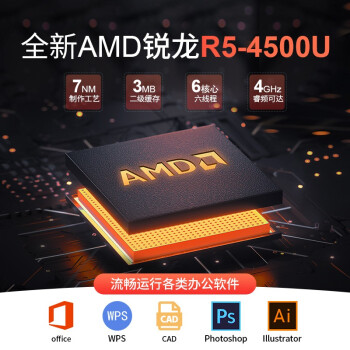 全新AMD锐龙R5-4500U
7NM
制作工艺
3MB
二级缓存
6核心
六线程
4GHz
睿频可达
AMD
流畅运行各类办公软件
WPS
CAD
Ps
Ai
office
WPS
CAD
Photoshop
Illustrator